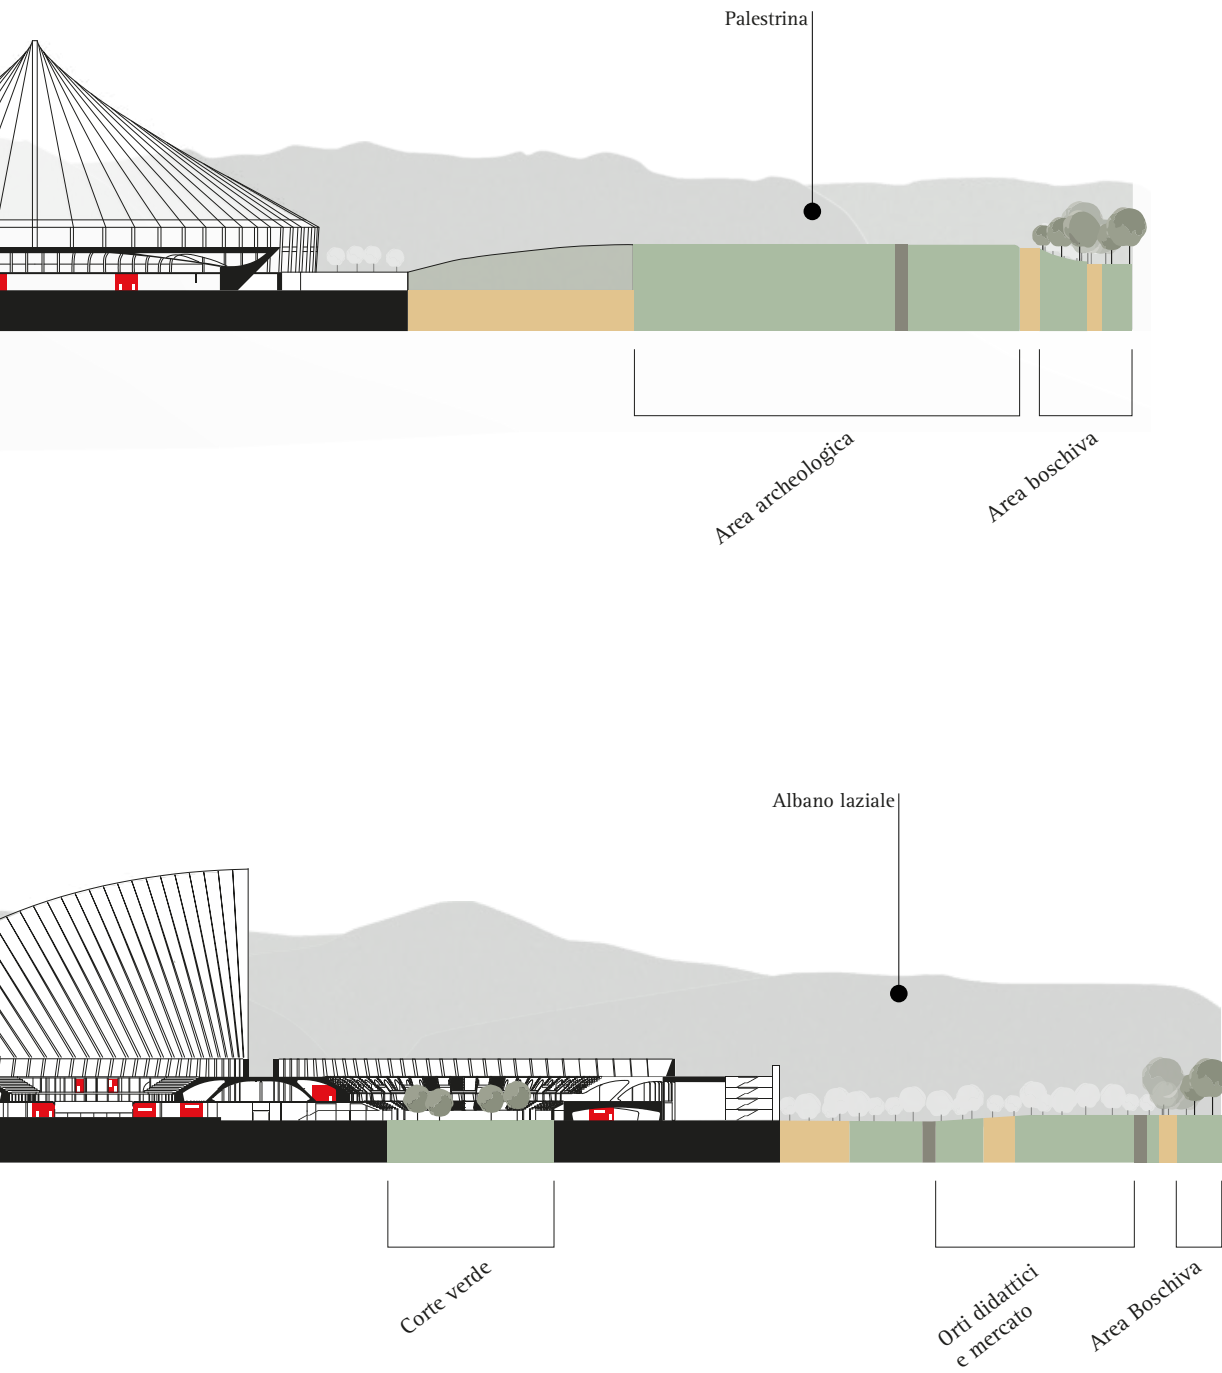 Palestrina
Area archeologica
Area boschiva
Albano laziale
Corte verde
Orti didattici
e mercato
Area Boschiva